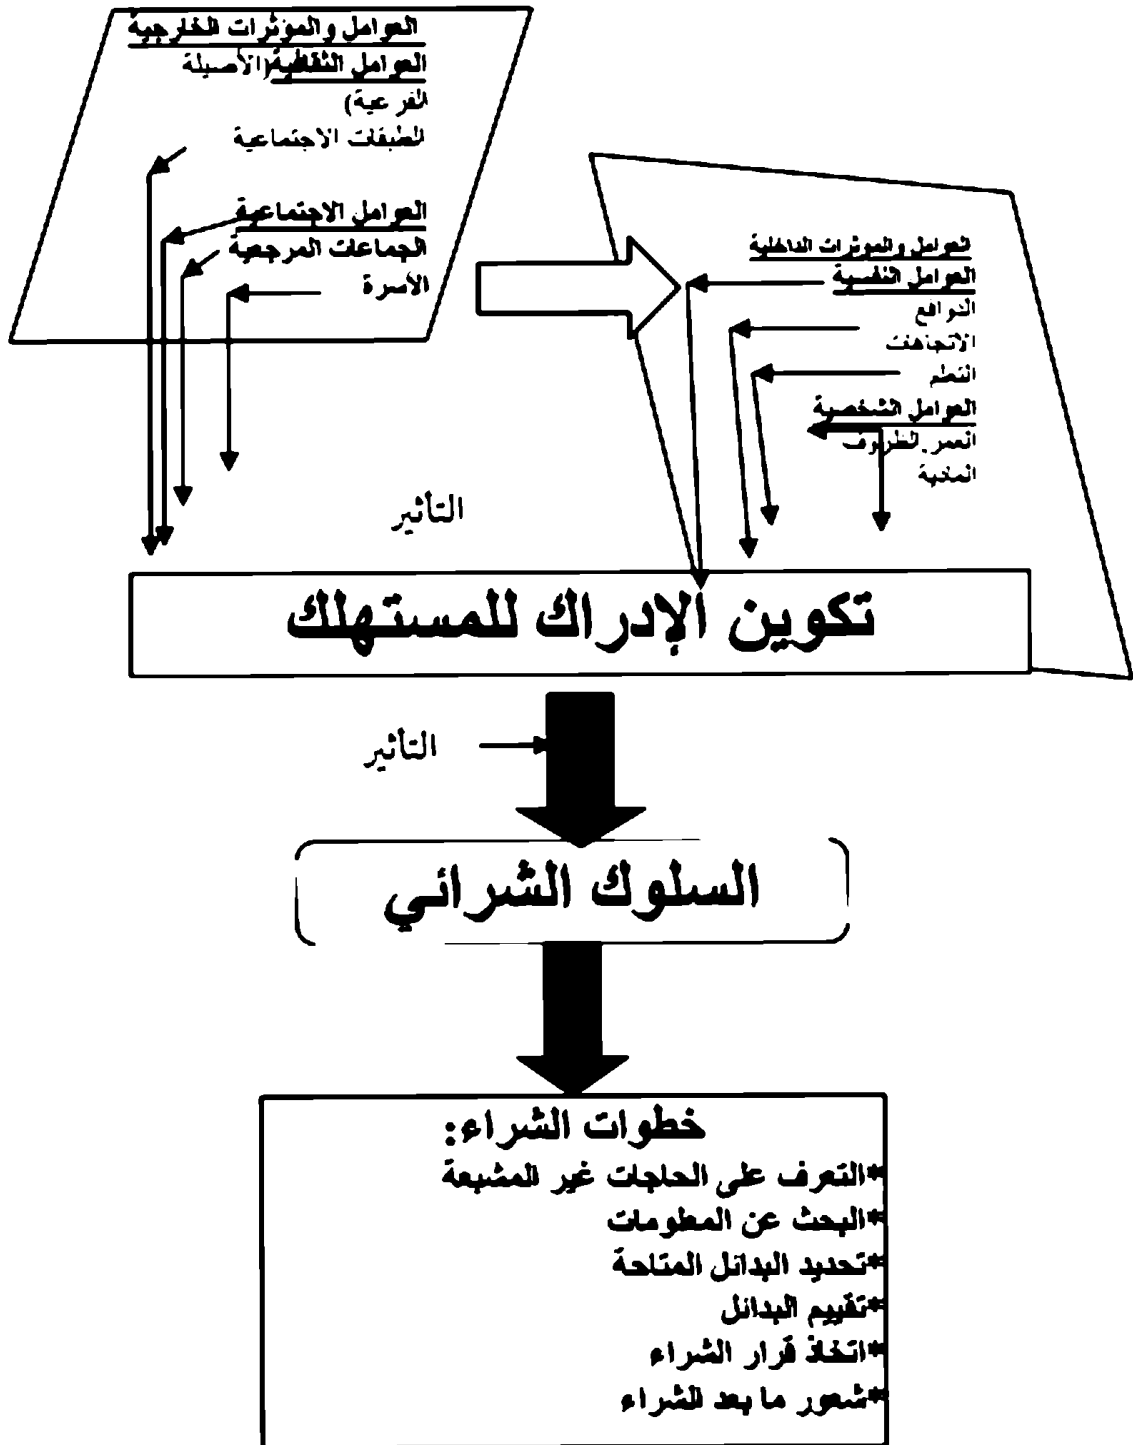 العوامل والمؤثرات الخارجية
العوامل الثقافية(الأصيلة
الفرعية)
الطبقات الاجتماعية
العوامل الاجتماعية
الجماعات المرجعية
الأسرة
العوامل والموثرات الداخلية
العوامل النفسية
الدوافع
الاتجاهات
التعلم
العوامل الشخصية
العمر.الظروف
المادية
التأثير
تكوين الإدراك للمستهلك
التأثير
السلوك الشرائي
خطوات الشراء:
*التعرف على الحاجات غير المشبعة
*البحث عن المعلومات
*تحديد البدائل المتاحة
*تقييم البدائل
*اتخاذ قرار الشراء
*شعور ما بعد الشراء